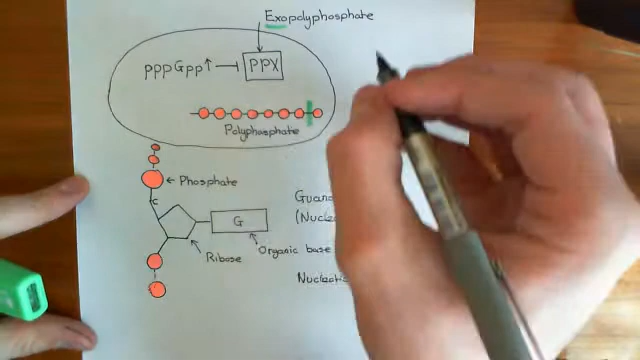 Exopolyphosphate
pppGpp↑ ⊣ PPX
Polyphosphate
← Phosphate
C
G
Organic base
Ribose